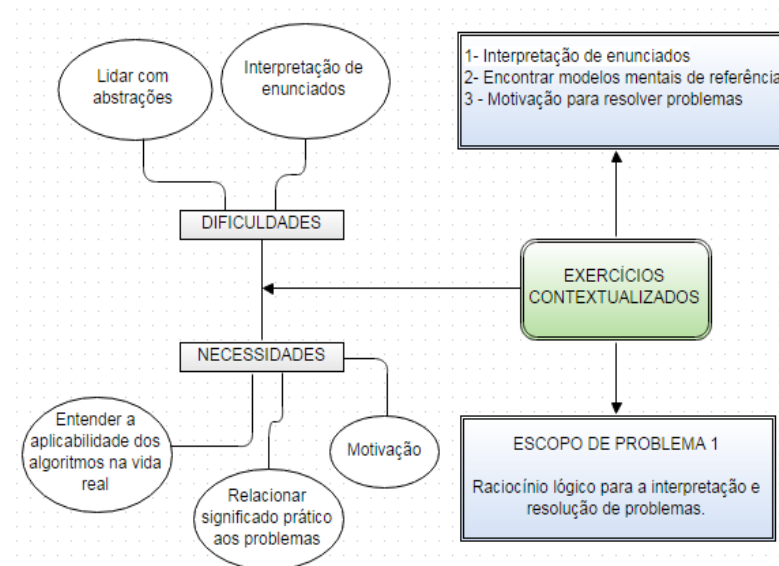 Lidar com
abstrações
Interpretação de
enunciados
1- Interpretação de enunciados
2- Encontrar modelos mentais de referência
3 - Motivação para resolver problemas
DIFICULDADES
EXERCÍCIOS
CONTEXTUALIZADOS
NECESSIDADES
Entender a
aplicabilidade dos
algoritmos na vida
real
Relacionar
significado prático
aos problemas
Motivação
ESCOPO DE PROBLEMA 1
Raciocínio lógico para a interpretação e
resolução de problemas.